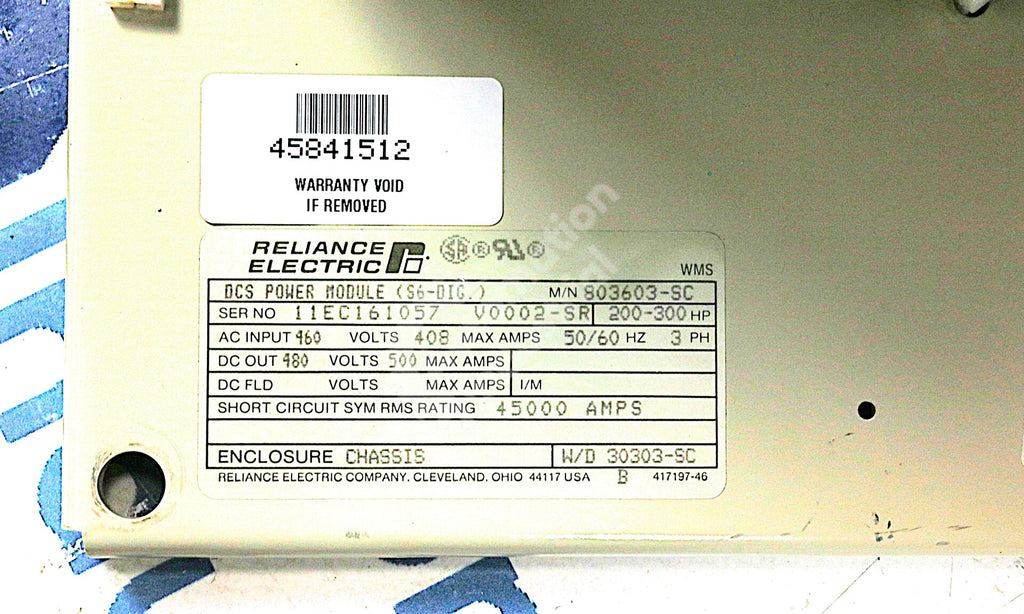 45841512
WARRANTY VOID
IF REMOVED
RELIANCE
ELECTRIC
WMS
DCS POWER MODULE (S6-DIG.) M/N 803603-SC
SER NO 11EC161057 V0002-SR 200-300 HP
AC INPUT 460 VOLTS 408 MAX AMPS 50/60 HZ 3 PH
DC OUT 480 VOLTS 500 MAX AMPS
DC FLD VOLTS MAX AMPS I/M
SHORT CIRCUIT SYM RMS RATING 45000 AMPS
ENCLOSURE CHASSIS W/D 30303-SC
RELIANCE ELECTRIC COMPANY, CLEVELAND, OHIO 44117 USA B 417197-46